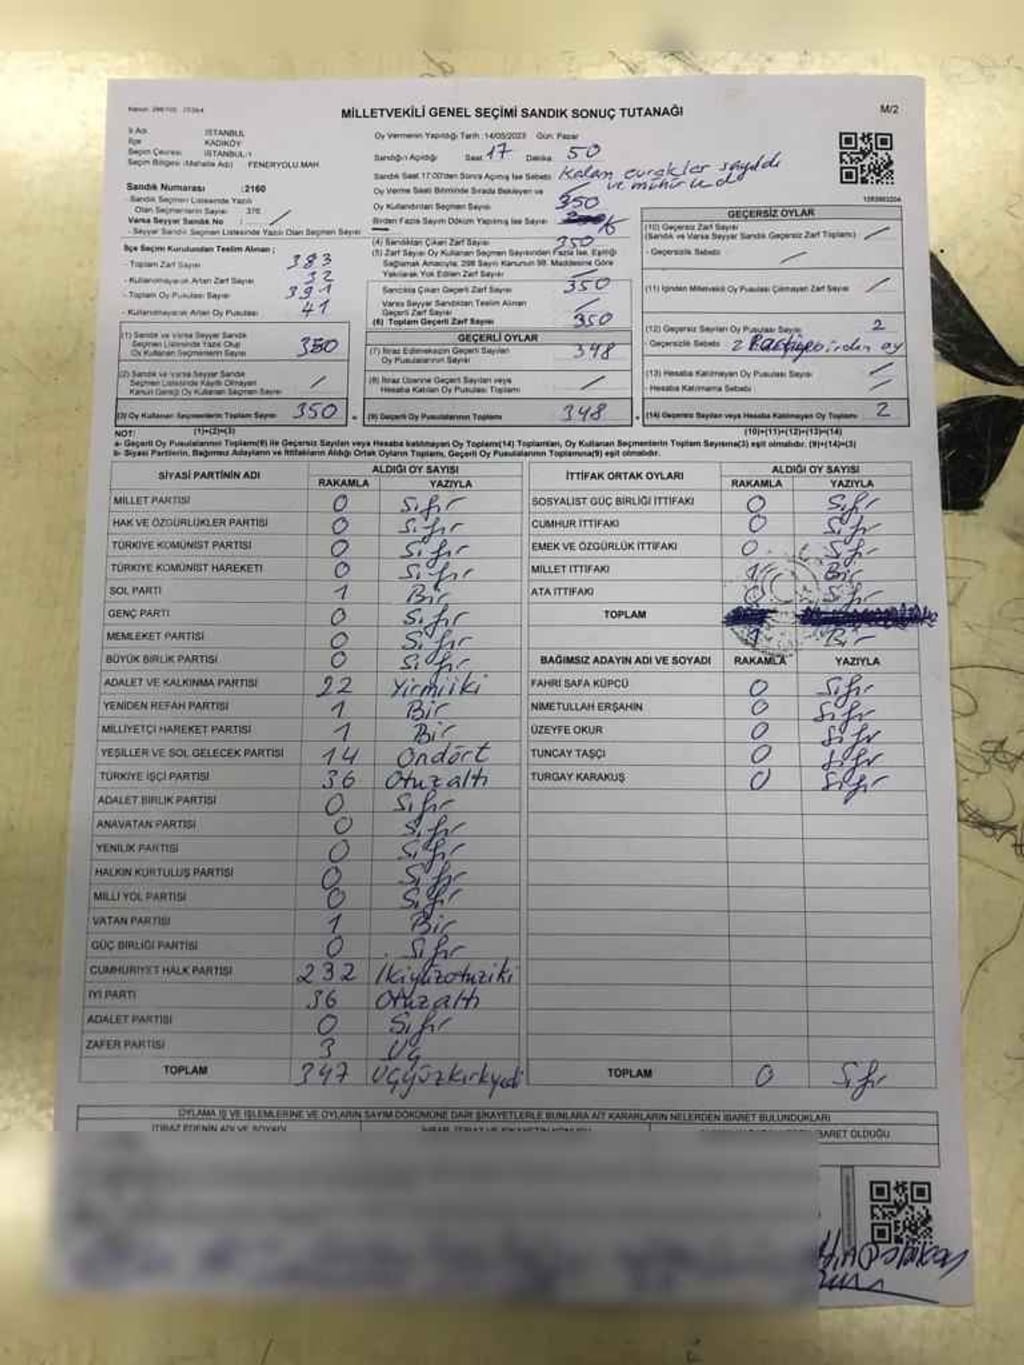 MİLLETVEKİLİ GENEL SEÇİMİ SANDIK SONUÇ TUTANAĞI
M/2
İl Adı : İSTANBUL
İlçe : KADIKÖY
Seçim Çevresi : İSTANBUL-1
Seçim Bölgesi (Mahalle Adı) : FENERYOLU MAH.
Sandık Numarası : 2160
- Sandık Seçmen Listesinde Yazılı
Olan Seçmenlerin Sayısı : 376
Varsa Seyyar Sandık No : /
- Seyyar Sandık Seçmen Listesinde Yazılı Olan Seçmen Sayısı
Oy Vermenin Yapıldığı Tarih : 14/05/2023 Gün: Pazar
Sandığın Açıldığı Saat 17 Dakika 50
Sandık Saat 17:00'den Sonra Açılmış İse Sebebi: Kalan evraklar sayıldı
ve mühürlendi
Oy Verme Saati Bitiminde Sırada Bekleyen ve /
Oy Kullandırılan Seçmen Sayısı 350
Birden Fazla Sayım Döküm Yapılmış İse Sayısı
İlçe Seçim Kurulundan Teslim Alınan ;
- Toplam Zarf Sayısı 383
- Kullanılmayarak Artan Zarf Sayısı 32
- Toplam Oy Pusulası Sayısı 391
- Kullanılmayarak Artan Oy Pusulası 41
(1) Sandık ve Varsa Seyyar Sandık
Seçmen Listesinde Yazılı Olup
Oy Kullanan Seçmenlerin Sayısı 350
(2) Sandık ve Varsa Seyyar Sandık
Seçmen Listesinde Kayıtlı Olmayan
Kanun Gereği Oy Kullanan Seçmen Sayısı /
(3) Oy Kullanan Seçmenlerin Toplam Sayısı 350
(1)+(2)=(3)
(4) Sandıktan Çıkan Zarf Sayısı 350
(5) Zarf Sayısı Oy Kullanan Seçmen Sayısından Fazla İse, Eşitliği
Sağlamak Amacıyla, 298 Sayılı Kanunun 98. Maddesine Göre
Yakılarak Yok Edilen Zarf Sayısı /
Sandıkta Çıkan Geçerli Zarf Sayısı 350
Varsa Seyyar Sandıktan Teslim Alınan
Geçerli Zarf Sayısı /
(6) Toplam Geçerli Zarf Sayısı 350
GEÇERLİ OYLAR
(7) İtiraz Edilmeksizin Geçerli Sayılan
Oy Pusulalarının Sayısı 348
(8) İtiraz Üzerine Geçerli Sayılan veya
Hesaba Katılan Oy Pusulası Toplamı /
(9) Geçerli Oy Pusulalarının Toplamı 348
GEÇERSİZ OYLAR
(10) Geçersiz Zarf Sayısı
(Sandık ve Varsa Seyyar Sandık Geçersiz Zarf Toplamı) /
- Geçersizlik Sebebi /
(11) İçinden Milletvekili Oy Pusulası Çıkmayan Zarf Sayısı /
(12) Geçersiz Sayılan Oy Pusulası Sayısı 2
- Geçersizlik Sebebi : 2 Partiye birden oy
(13) Hesaba Katılmayan Oy Pusulası Sayısı /
- Hesaba Katılmama Sebebi /
(14) Geçersiz Sayılan veya Hesaba Katılmayan Oy Toplamı 2
(10)+(11)+(12)+(13)=(14)
NOT:
a- Geçerli Oy Pusulalarının Toplamı(9) ile Geçersiz Sayılan veya Hesaba katılmayan Oy Toplamı(14) Toplamları, Oy Kullanan Seçmenlerin Toplam Sayısına(3) eşit olmalıdır. (9)+(14)=(3)
b- Siyasi Partilerin, Bağımsız Adayların ve İttifakların Aldığı Ortak Oyların Toplamı, Geçerli Oy Pusulalarının Toplamına(9) eşit olmalıdır.
SİYASİ PARTİNİN ADI ALDIĞI OY SAYISI
RAKAMLA YAZIYLA
MİLLET PARTİSİ 0 Sıfır
HAK VE ÖZGÜRLÜKLER PARTİSİ 0 Sıfır
TÜRKİYE KOMÜNİST PARTİSİ 0 Sıfır
TÜRKİYE KOMÜNİST HAREKETİ 0 Sıfır
SOL PARTİ 1 Bir
GENÇ PARTİ 0 Sıfır
MEMLEKET PARTİSİ 0 Sıfır
BÜYÜK BİRLİK PARTİSİ 0 Sıfır
ADALET VE KALKINMA PARTİSİ 22 Yirmiiki
YENİDEN REFAH PARTİSİ 1 Bir
MİLLİYETÇİ HAREKET PARTİSİ 1 Bir
YEŞİLLER VE SOL GELECEK PARTİSİ 14 Ondört
TÜRKİYE İŞÇİ PARTİSİ 36 Otuzaltı
ADALET BİRLİK PARTİSİ 0 Sıfır
ANAVATAN PARTİSİ 0 Sıfır
YENİLİK PARTİSİ 0 Sıfır
HALKIN KURTULUŞ PARTİSİ 0 Sıfır
MİLLİ YOL PARTİSİ 0 Sıfır
VATAN PARTİSİ 1 Bir
GÜÇ BİRLİĞİ PARTİSİ 0 Sıfır
CUMHURİYET HALK PARTİSİ 232 İkiyüzotuziki
İYİ PARTİ 36 Otuzaltı
ADALET PARTİSİ 0 Sıfır
ZAFER PARTİSİ 3 Üç
TOPLAM 347 Üçyüzkırkyedi
İTTİFAK ORTAK OYLARI ALDIĞI OY SAYISI
RAKAMLA YAZIYLA
SOSYALİST GÜÇ BİRLİĞİ İTTİFAKI 0 Sıfır
CUMHUR İTTİFAKI 0 Sıfır
EMEK VE ÖZGÜRLÜK İTTİFAKI 0 Sıfır
MİLLET İTTİFAKI 1 Bir
ATA İTTİFAKI 0 Sıfır
TOPLAM
1 Bir
BAĞIMSIZ ADAYIN ADI VE SOYADI RAKAMLA YAZIYLA
FAHRİ SAFA KÜPCÜ 0 Sıfır
NİMETULLAH ERŞAHİN 0 Sıfır
ÜZEYFE OKUR 0 Sıfır
TUNCAY TAŞÇI 0 Sıfır
TURGAY KARAKUŞ 0 Sıfır
TOPLAM 0 Sıfır
OYLAMA İŞ VE İŞLEMLERİNE VE OYLARIN SAYIM DÖKÜMÜNE DAİR ŞİKAYETLERLE BUNLARA AİT KARARLARIN NELERDEN İBARET BULUNDUKLARI
İTİRAZ EDENİN ADI VE SOYADI
İBARET OLDUĞU